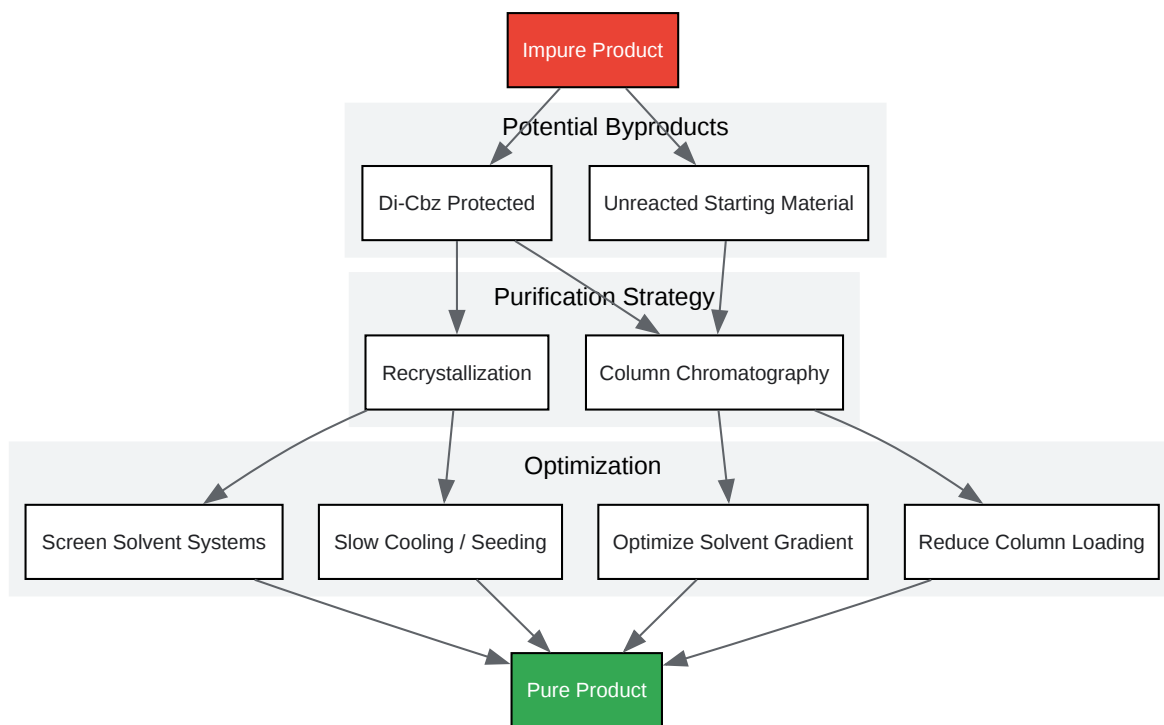 Impure Product
Potential Byproducts
Di-Cbz Protected
Unreacted Starting Material
Purification Strategy
Recrystallization
Column Chromatography
Optimization
Screen Solvent Systems
Slow Cooling / Seeding
Optimize Solvent Gradient
Reduce Column Loading
Pure Product